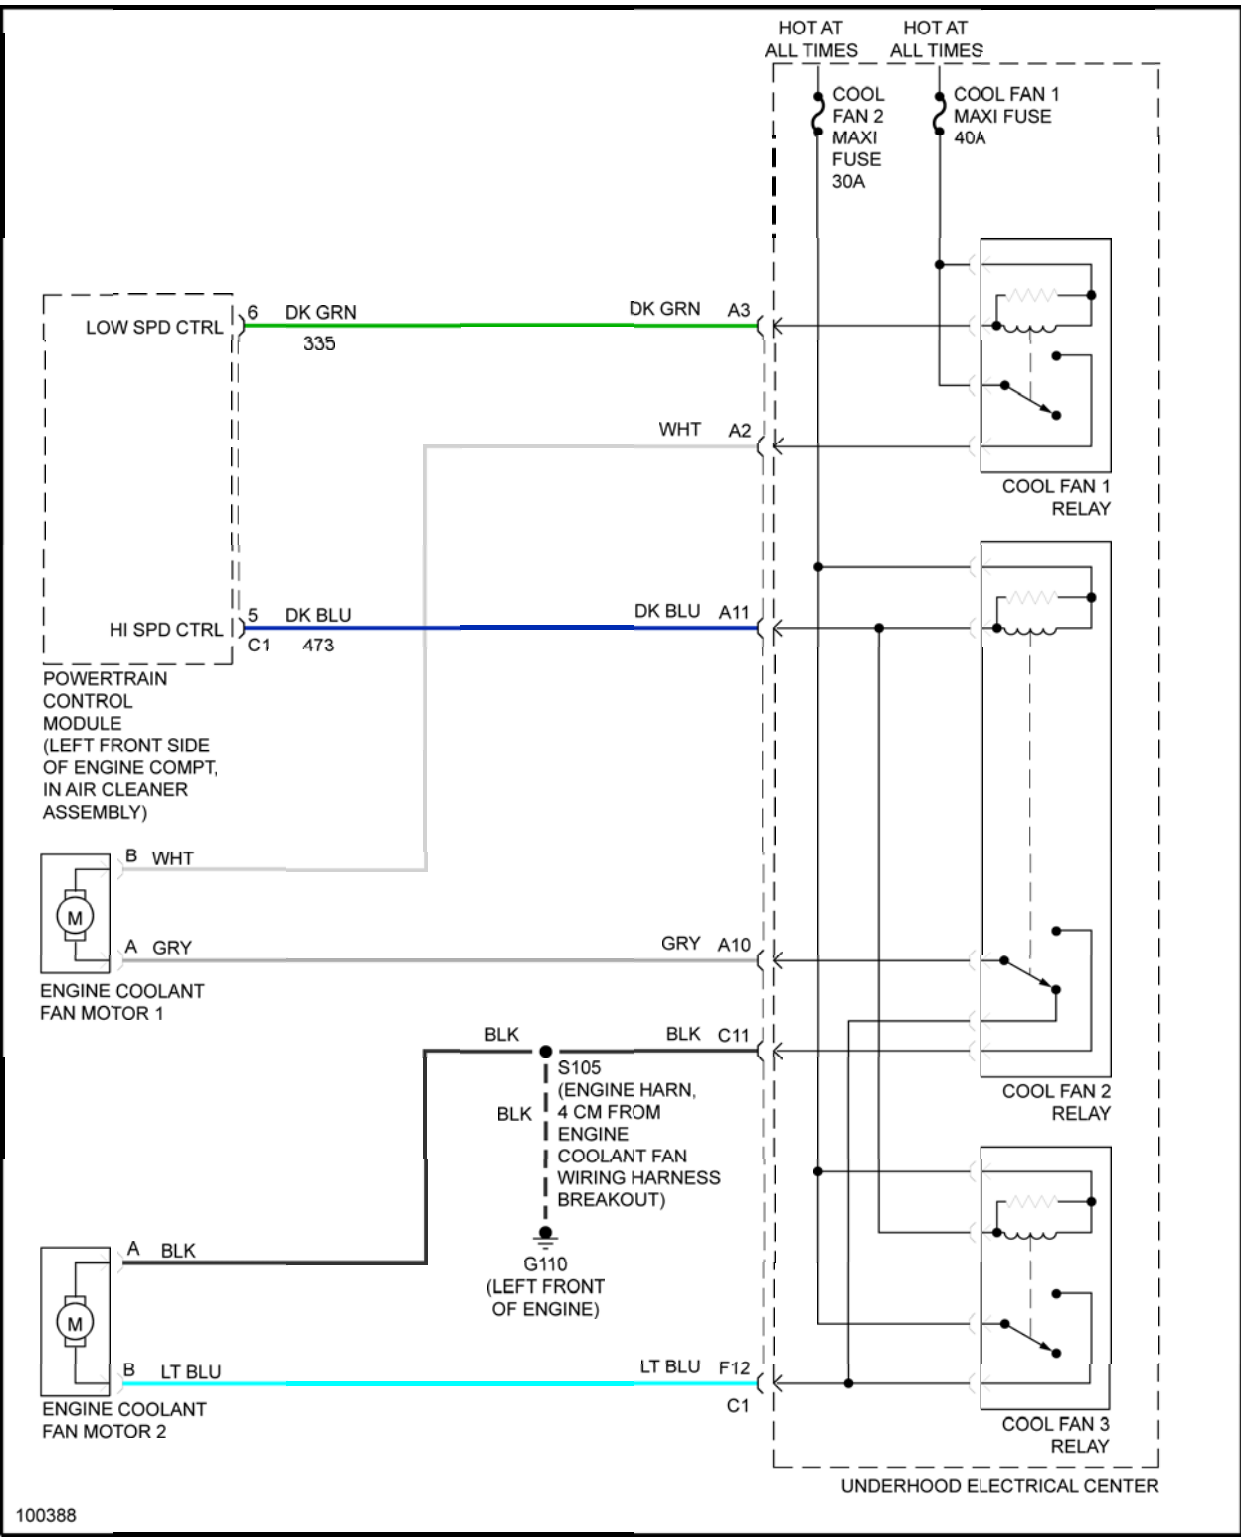 HOT AT
ALL TIMES
HOT AT
ALL TIMES
COOL
FAN 2
MAXI
FUSE
30A
COOL FAN 1
MAXI FUSE
40A
LOW SPD CTRL
6
DK GRN
335
DK GRN
A3
WHT
A2
COOL FAN 1
RELAY
HI SPD CTRL
5
DK BLU
C1
473
DK BLU
A11
POWERTRAIN
CONTROL
MODULE
(LEFT FRONT SIDE
OF ENGINE COMPT,
IN AIR CLEANER
ASSEMBLY)
B
WHT
M
A
GRY
GRY
A10
ENGINE COOLANT
FAN MOTOR 1
BLK
BLK
C11
S105
(ENGINE HARN,
4 CM FROM
ENGINE
COOLANT FAN
WIRING HARNESS
BREAKOUT)
BLK
COOL FAN 2
RELAY
G110
(LEFT FRONT
OF ENGINE)
A
BLK
M
B
LT BLU
LT BLU
F12
C1
ENGINE COOLANT
FAN MOTOR 2
COOL FAN 3
RELAY
UNDERHOOD ELECTRICAL CENTER
100388